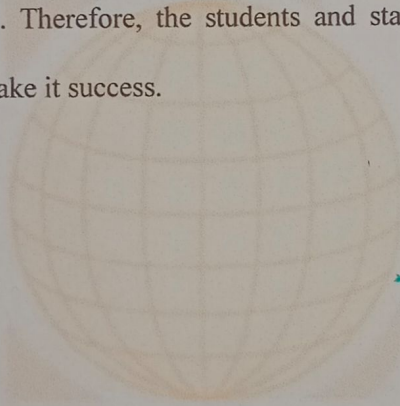 . Therefore, the students and sta
ake it success.